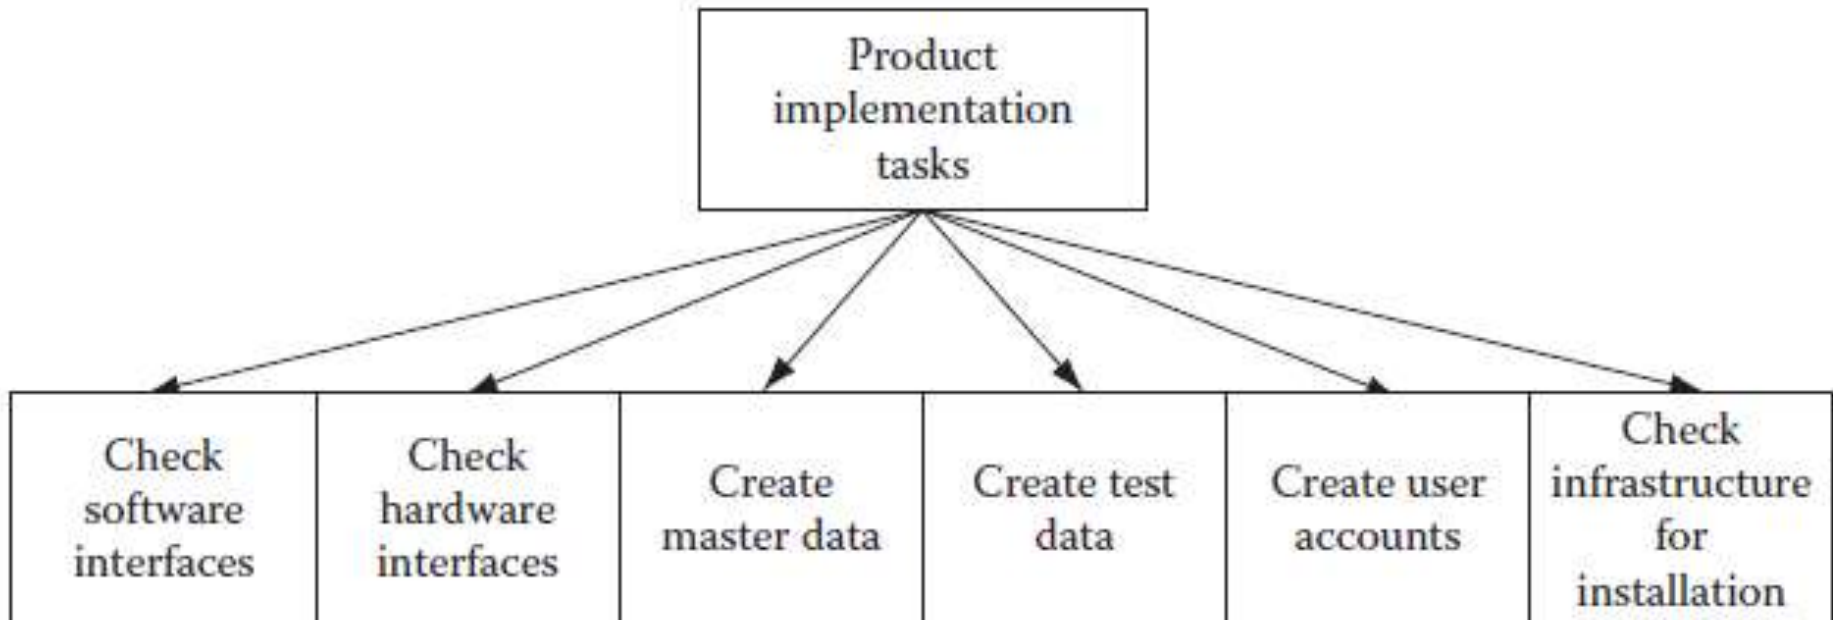 Product
implementation
tasks
Check
software
interfaces
Check
hardware
interfaces
Create
master data
Create test
data
Create user
accounts
Check
infrastructure
for
installation